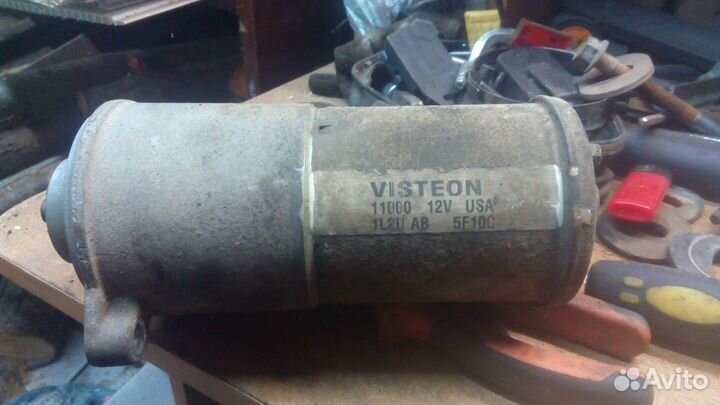 VISTEON
11000 12V USA
1L2U AB 5F10C
Avito